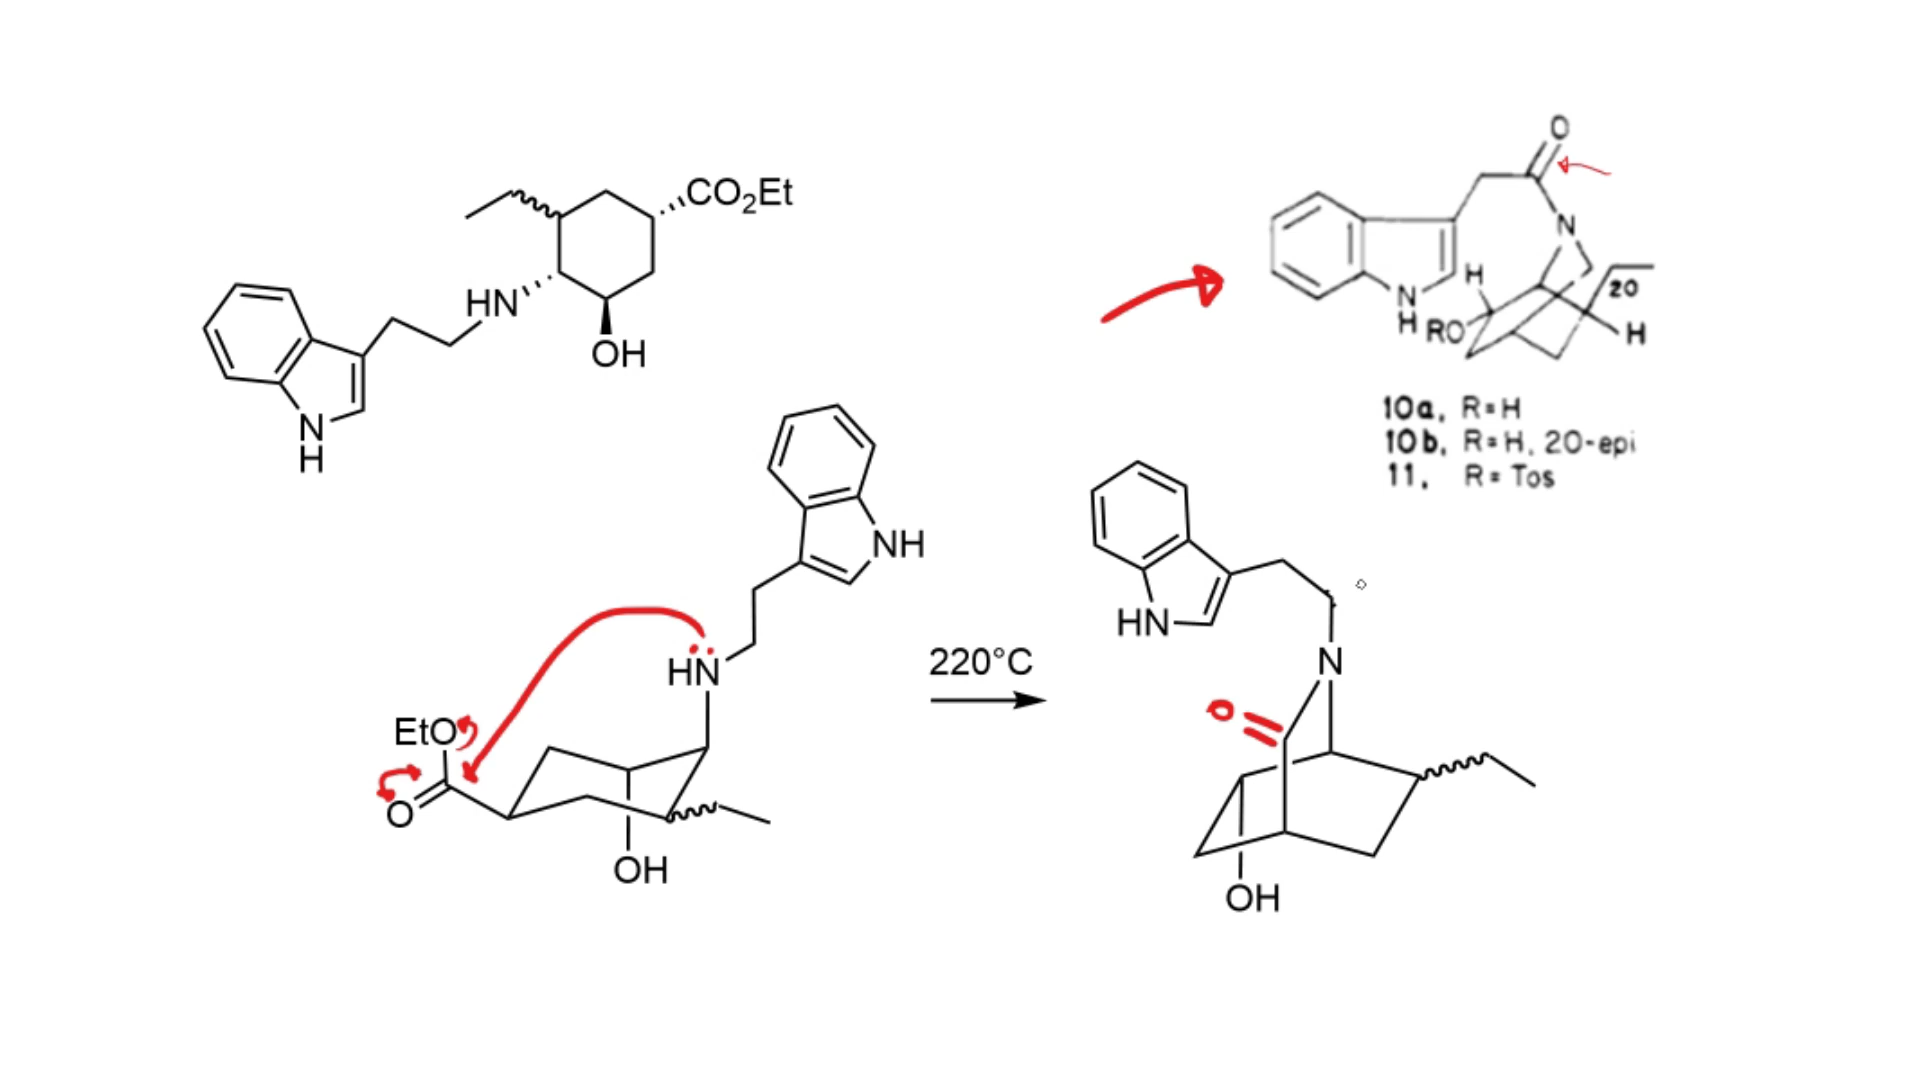 CO₂Et
HN
OH
N
H
O
N
H
20
N
H
RO
H
10a, R=H
10b, R=H, 20-epi
11, R=Tos
NH
HN
EtO
O
OH
220°C
HN
N
O
OH